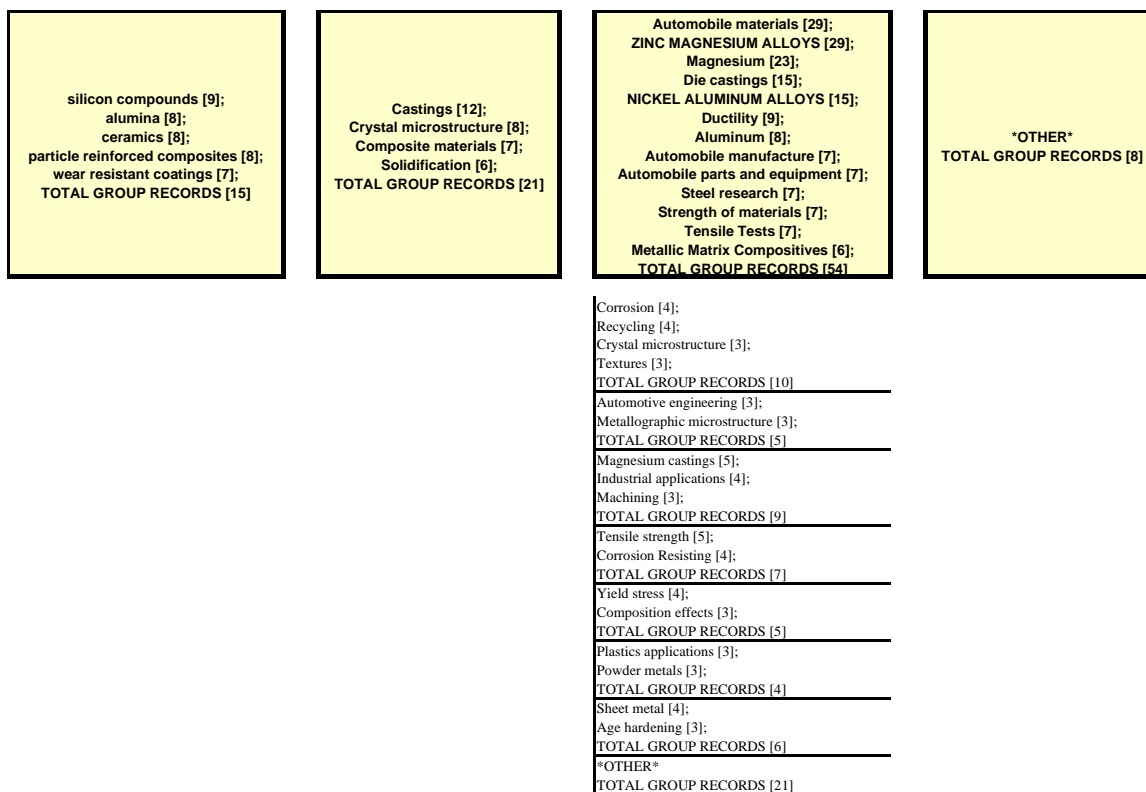 silicon compounds [9];
alumina [8];
ceramics [8];
particle reinforced composites [8];
wear resistant coatings [7];
TOTAL GROUP RECORDS [15]
Castings [12];
Crystal microstructure [8];
Composite materials [7];
Solidification [6];
TOTAL GROUP RECORDS [21]
Automobile materials [29];
ZINC MAGNESIUM ALLOYS [29];
Magnesium [23];
Die castings [15];
NICKEL ALUMINUM ALLOYS [15];
Ductility [9];
Aluminum [8];
Automobile manufacture [7];
Automobile parts and equipment [7];
Steel research [7];
Strength of materials [7];
Tensile Tests [7];
Metallic Matrix Compositives [6];
TOTAL GROUP RECORDS [54]
*OTHER*
TOTAL GROUP RECORDS [8]
Corrosion [4];
Recycling [4];
Crystal microstructure [3];
Textures [3];
TOTAL GROUP RECORDS [10]
Automotive engineering [3];
Metallographic microstructure [3];
TOTAL GROUP RECORDS [5]
Magnesium castings [5];
Industrial applications [4];
Machining [3];
TOTAL GROUP RECORDS [9]
Tensile strength [5];
Corrosion Resisting [4];
TOTAL GROUP RECORDS [7]
Yield stress [4];
Composition effects [3];
TOTAL GROUP RECORDS [5]
Plastics applications [3];
Powder metals [3];
TOTAL GROUP RECORDS [4]
Sheet metal [4];
Age hardening [3];
TOTAL GROUP RECORDS [6]
*OTHER*
TOTAL GROUP RECORDS [21]